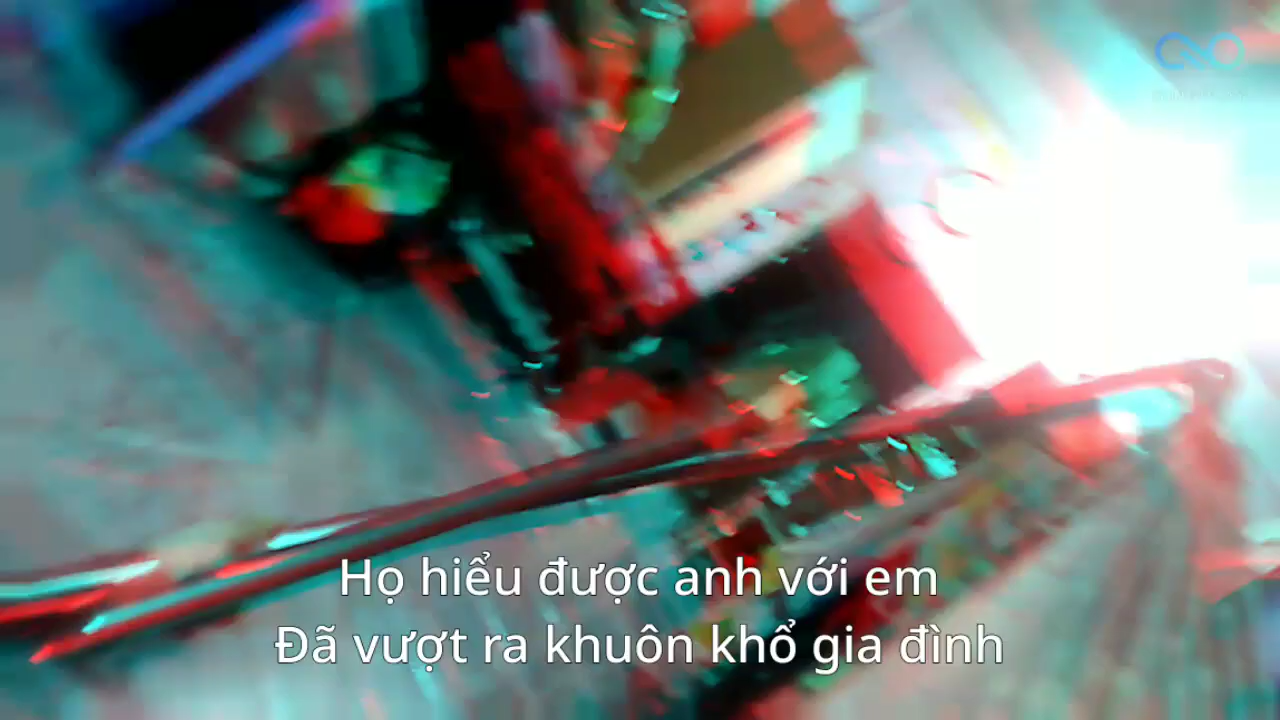 Họ hiểu được anh với em
Đã vượt ra khuôn khổ gia đình